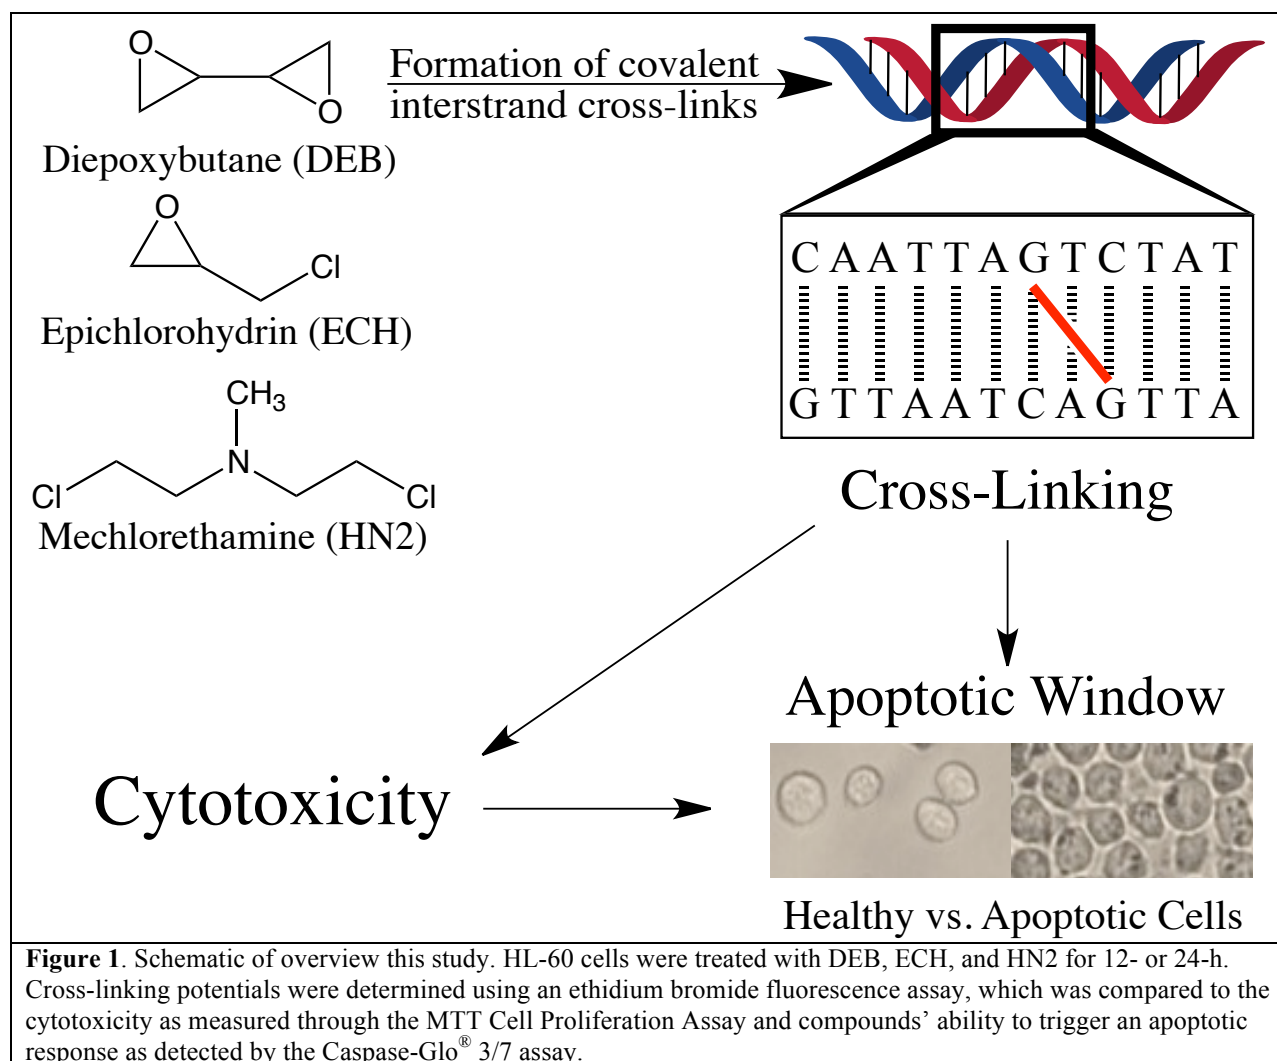 O
O
Diepoxybutane (DEB)
Formation of covalent
interstrand cross-links
O
Cl
Epichlorohydrin (ECH)
CH3
N
Cl
Cl
Mechlorethamine (HN2)
C A A T T A G T C T A T
G T T A A T C A G T T A
Cross-Linking
Apoptotic Window
Cytotoxicity
Healthy vs. Apoptotic Cells
Figure 1. Schematic of overview this study. HL-60 cells were treated with DEB, ECH, and HN2 for 12- or 24-h.
Cross-linking potentials were determined using an ethidium bromide fluorescence assay, which was compared to the
cytotoxicity as measured through the MTT Cell Proliferation Assay and compounds’ ability to trigger an apoptotic
response as detected by the Caspase-Glo® 3/7 assay.